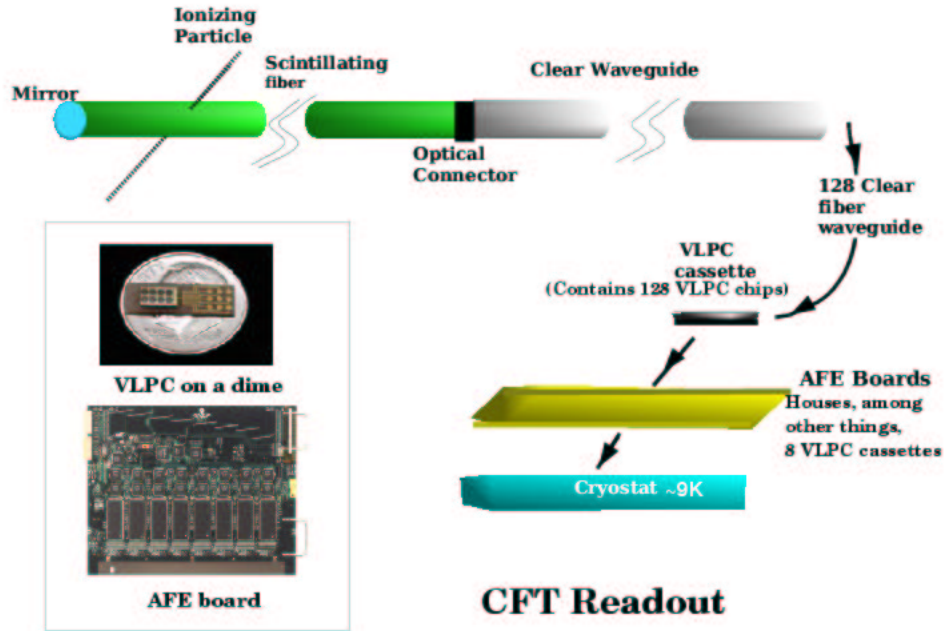 Ionizing
Particle
Scintillating
fiber
Clear Waveguide
Mirror
Optical
Connector
128 Clear
fiber
waveguide
VLPC
cassette
(Contains 128 VLPC chips)
VLPC on a dime
AFE Boards
Houses, among
other things,
8 VLPC cassettes
Cryostat ~9K
AFE board
CFT Readout